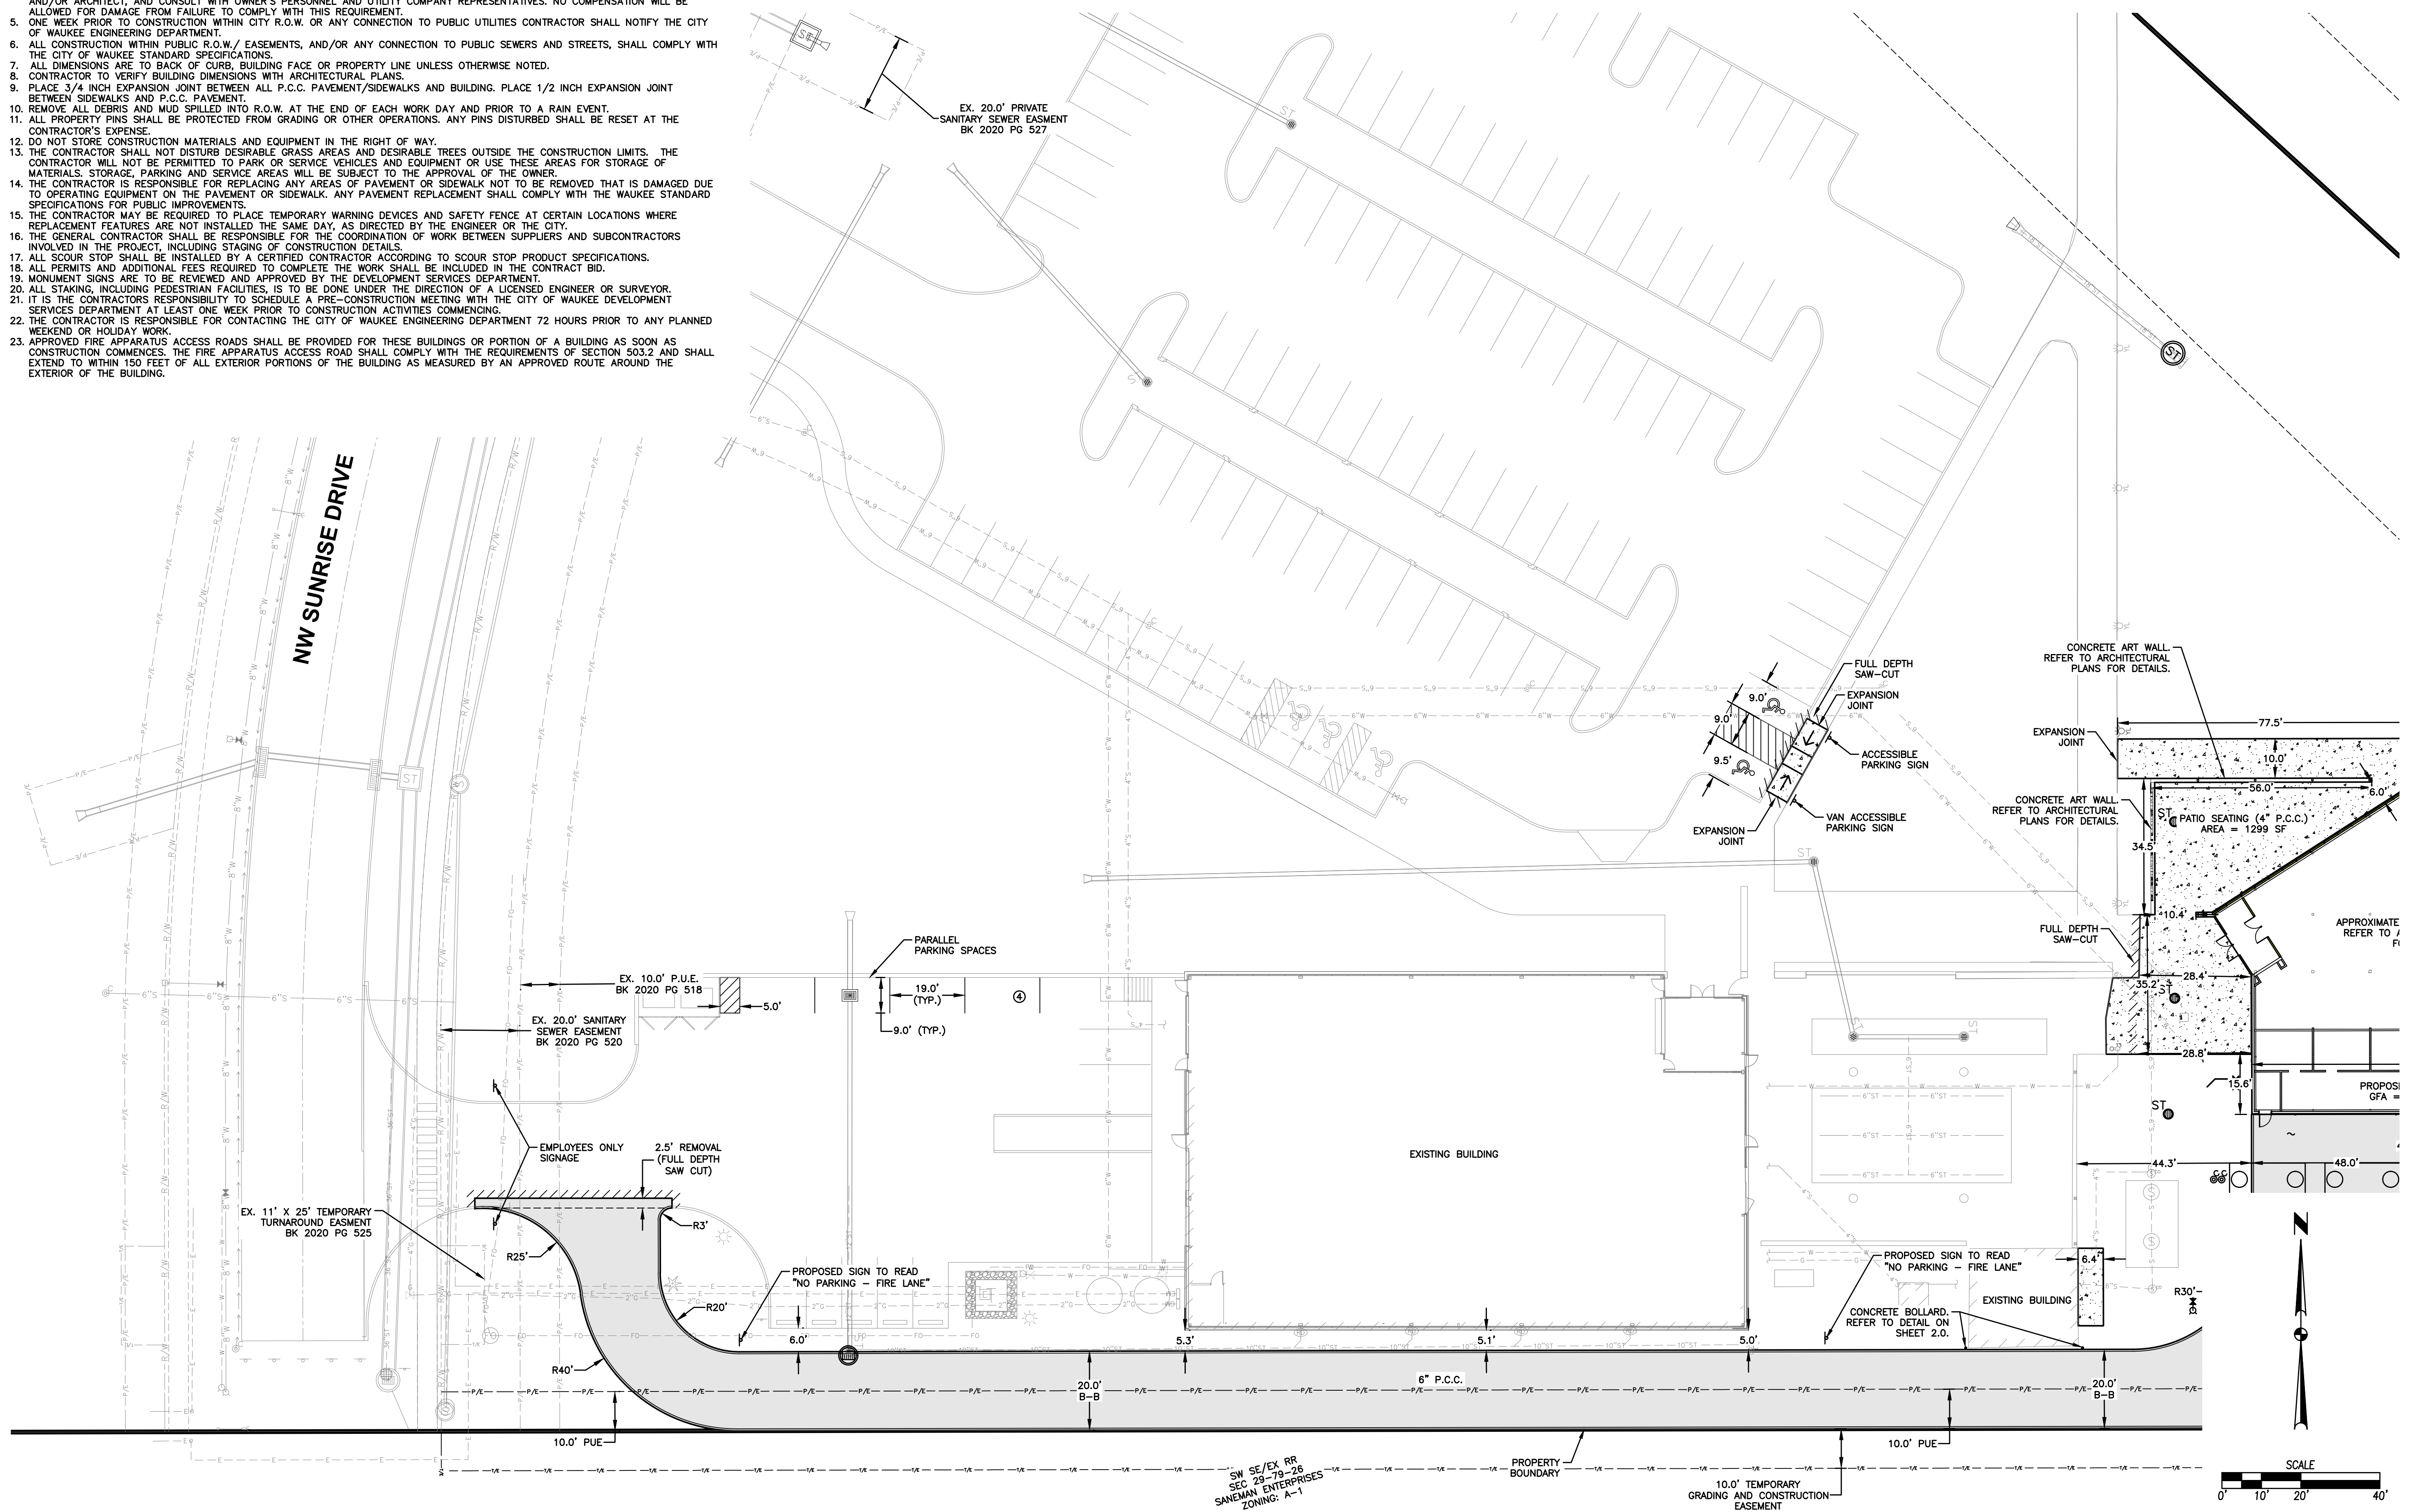 AND/OR ARCHITECT, AND CONSULT WITH OWNER'S PERSONNEL AND UTILITY COMPANY REPRESENTATIVES. NO COMPENSATION WILL BE
ALLOWED FOR DAMAGE FROM FAILURE TO COMPLY WITH THIS REQUIREMENT.
5. ONE WEEK PRIOR TO CONSTRUCTION WITHIN CITY R.O.W. OR ANY CONNECTION TO PUBLIC UTILITIES CONTRACTOR SHALL NOTIFY THE CITY
OF WAUKEE ENGINEERING DEPARTMENT.
6. ALL CONSTRUCTION WITHIN PUBLIC R.O.W./ EASEMENTS, AND/OR ANY CONNECTION TO PUBLIC SEWERS AND STREETS, SHALL COMPLY WITH
THE CITY OF WAUKEE STANDARD SPECIFICATIONS.
7. ALL DIMENSIONS ARE TO BACK OF CURB, BUILDING FACE OR PROPERTY LINE UNLESS OTHERWISE NOTED.
8. CONTRACTOR TO VERIFY BUILDING DIMENSIONS WITH ARCHITECTURAL PLANS.
9. PLACE 3/4 INCH EXPANSION JOINT BETWEEN ALL P.C.C. PAVEMENT/SIDEWALKS AND BUILDING. PLACE 1/2 INCH EXPANSION JOINT
BETWEEN SIDEWALKS AND P.C.C. PAVEMENT.
10. REMOVE ALL DEBRIS AND MUD SPILLED INTO R.O.W. AT THE END OF EACH WORK DAY AND PRIOR TO A RAIN EVENT.
11. ALL PROPERTY PINS SHALL BE PROTECTED FROM GRADING OR OTHER OPERATIONS. ANY PINS DISTURBED SHALL BE RESET AT THE
CONTRACTOR'S EXPENSE.
12. DO NOT STORE CONSTRUCTION MATERIALS AND EQUIPMENT IN THE RIGHT OF WAY.
13. THE CONTRACTOR SHALL NOT DISTURB DESIRABLE GRASS AREAS AND DESIRABLE TREES OUTSIDE THE CONSTRUCTION LIMITS. THE
CONTRACTOR WILL NOT BE PERMITTED TO PARK OR SERVICE VEHICLES AND EQUIPMENT OR USE THESE AREAS FOR STORAGE OF
MATERIALS. STORAGE, PARKING AND SERVICE AREAS WILL BE SUBJECT TO THE APPROVAL OF THE OWNER.
14. THE CONTRACTOR IS RESPONSIBLE FOR REPLACING ANY AREAS OF PAVEMENT OR SIDEWALK NOT TO BE REMOVED THAT IS DAMAGED DUE
TO OPERATING EQUIPMENT ON THE PAVEMENT OR SIDEWALK. ANY PAVEMENT REPLACEMENT SHALL COMPLY WITH THE WAUKEE STANDARD
SPECIFICATIONS FOR PUBLIC IMPROVEMENTS.
15. THE CONTRACTOR MAY BE REQUIRED TO PLACE TEMPORARY WARNING DEVICES AND SAFETY FENCE AT CERTAIN LOCATIONS WHERE
REPLACEMENT FEATURES ARE NOT INSTALLED THE SAME DAY, AS DIRECTED BY THE ENGINEER OR THE CITY.
16. THE GENERAL CONTRACTOR SHALL BE RESPONSIBLE FOR THE COORDINATION OF WORK BETWEEN SUPPLIERS AND SUBCONTRACTORS
INVOLVED IN THE PROJECT, INCLUDING STAGING OF CONSTRUCTION DETAILS.
17. ALL SCOUR STOP SHALL BE INSTALLED BY A CERTIFIED CONTRACTOR ACCORDING TO SCOUR STOP PRODUCT SPECIFICATIONS.
18. ALL PERMITS AND ADDITIONAL FEES REQUIRED TO COMPLETE THE WORK SHALL BE INCLUDED IN THE CONTRACT BID.
19. MONUMENT SIGNS ARE TO BE REVIEWED AND APPROVED BY THE DEVELOPMENT SERVICES DEPARTMENT.
20. ALL STAKING, INCLUDING PEDESTRIAN FACILITIES, IS TO BE DONE UNDER THE DIRECTION OF A LICENSED ENGINEER OR SURVEYOR.
21. IT IS THE CONTRACTORS RESPONSIBILITY TO SCHEDULE A PRE-CONSTRUCTION MEETING WITH THE CITY OF WAUKEE DEVELOPMENT
SERVICES DEPARTMENT AT LEAST ONE WEEK PRIOR TO CONSTRUCTION ACTIVITIES COMMENCING.
22. THE CONTRACTOR IS RESPONSIBLE FOR CONTACTING THE CITY OF WAUKEE ENGINEERING DEPARTMENT 72 HOURS PRIOR TO ANY PLANNED
WEEKEND OR HOLIDAY WORK.
23. APPROVED FIRE APPARATUS ACCESS ROADS SHALL BE PROVIDED FOR THESE BUILDINGS OR PORTION OF A BUILDING AS SOON AS
CONSTRUCTION COMMENCES. THE FIRE APPARATUS ACCESS ROAD SHALL COMPLY WITH THE REQUIREMENTS OF SECTION 503.2 AND SHALL
EXTEND TO WITHIN 150 FEET OF ALL EXTERIOR PORTIONS OF THE BUILDING AS MEASURED BY AN APPROVED ROUTE AROUND THE
EXTERIOR OF THE BUILDING.
EX. 20.0' PRIVATE
SANITARY SEWER EASMENT
BK 2020 PG 527
NW SUNRISE DRIVE
FULL DEPTH
SAW-CUT
EXPANSION
JOINT
9.0'
9.0'
9.5'
ACCESSIBLE
PARKING SIGN
VAN ACCESSIBLE
PARKING SIGN
EXPANSION
JOINT
CONCRETE ART WALL.
REFER TO ARCHITECTURAL
PLANS FOR DETAILS.
77.5'
EXPANSION
JOINT
10.0'
56.0'
6.0'
CONCRETE ART WALL.
REFER TO ARCHITECTURAL
PLANS FOR DETAILS.
ST
PATIO SEATING (4" P.C.C.)
AREA = 1299 SF
34.5'
10.4'
FULL DEPTH
SAW-CUT
APPROXIMATE
REFER TO A
28.4'
35.2'
ST
28.8'
15.6'
PROPOS
GFA =
ST
44.3'
48.0'
PARALLEL
PARKING SPACES
EX. 10.0' P.U.E.
BK 2020 PG 518
5.0'
19.0'
(TYP.)
4
9.0' (TYP.)
EX. 20.0' SANITARY
SEWER EASEMENT
BK 2020 PG 520
EMPLOYEES ONLY
SIGNAGE
2.5' REMOVAL
(FULL DEPTH
SAW CUT)
EXISTING BUILDING
EX. 11' X 25' TEMPORARY
TURNAROUND EASMENT
BK 2020 PG 525
R3'
R25'
R20'
R40'
PROPOSED SIGN TO READ
"NO PARKING – FIRE LANE"
6.0'
5.3'
5.1'
5.0'
PROPOSED SIGN TO READ
"NO PARKING – FIRE LANE"
6.4'
EXISTING BUILDING
R30'
CONCRETE BOLLARD.
REFER TO DETAIL ON
SHEET 2.0.
20.0'
B-B
6" P.C.C.
20.0'
B-B
10.0' PUE
10.0' PUE
PROPERTY
BOUNDARY
SW SE/EX RR
SEC 29-79-26
SANEMAN ENTERPRISES
ZONING: A-1
10.0' TEMPORARY
GRADING AND CONSTRUCTION
EASEMENT
N
SCALE
0' 10' 20' 40'